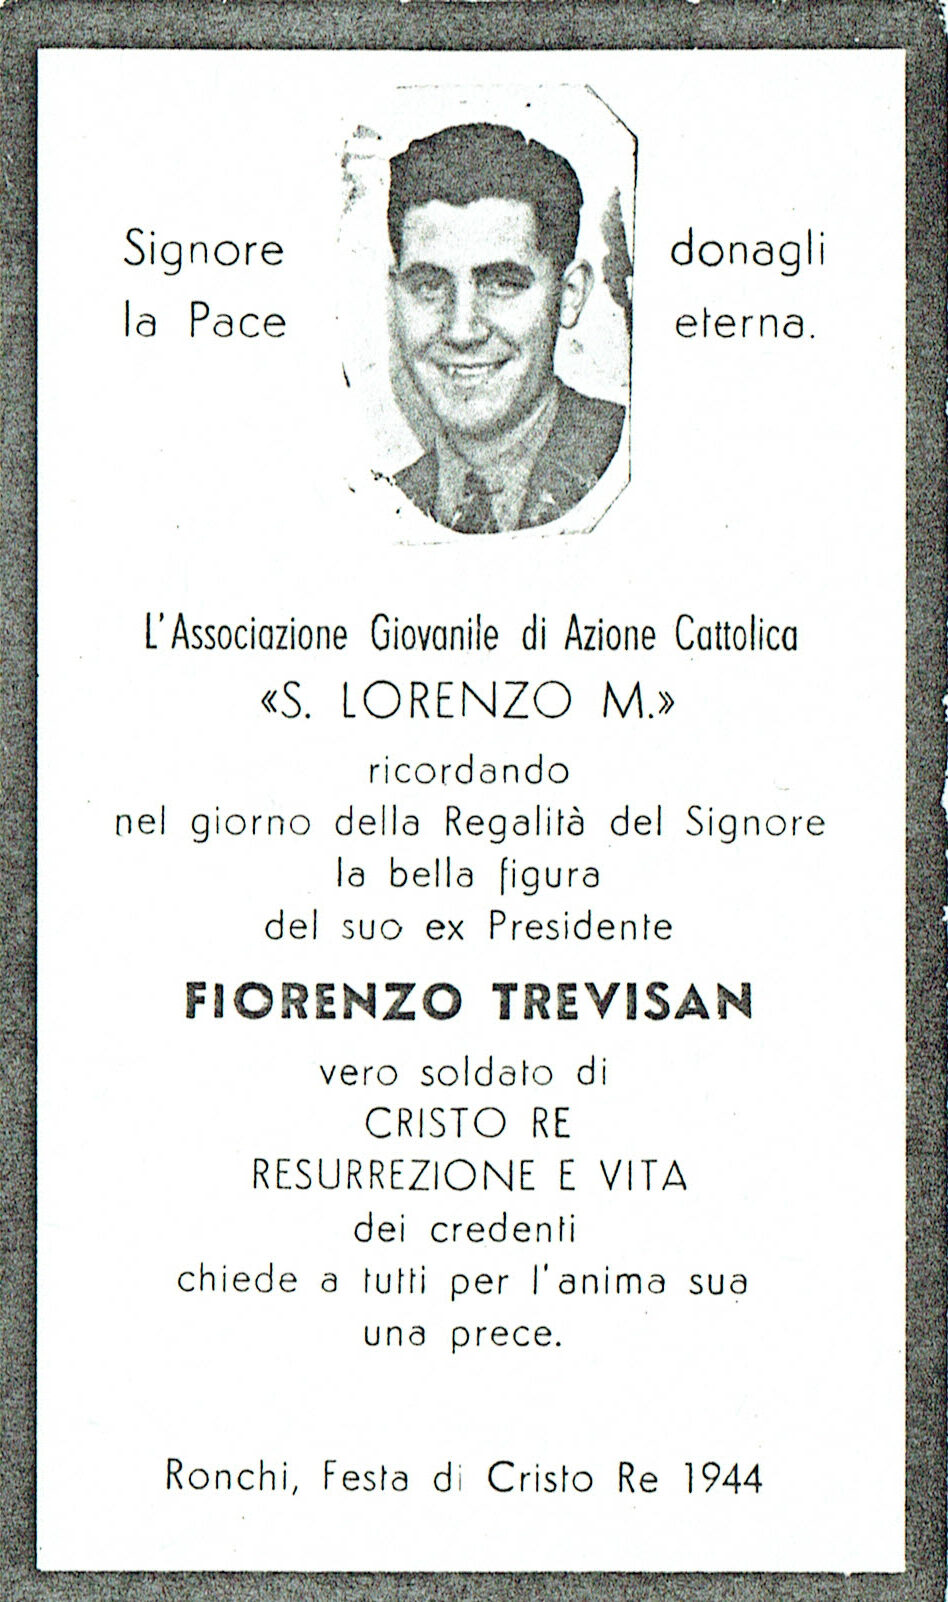 Signore donagli
la Pace eterna.
L'Associazione Giovanile di Azione Cattolica
«S. LORENZO M.»
ricordando
nel giorno della Regalità del Signore
la bella figura
del suo ex Presidente
FIORENZO TREVISAN
vero soldato di
CRISTO RE
RESURREZIONE E VITA
dei credenti
chiede a tutti per l'anima sua
una prece.
Ronchi, Festa di Cristo Re 1944